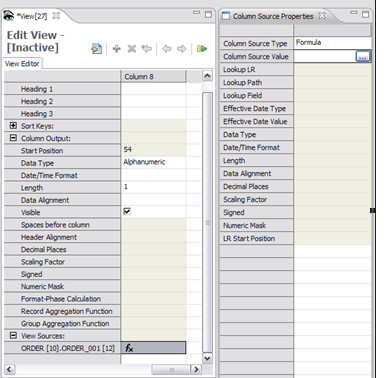 *View[27]
Edit View -
[Inactive]
View Editor
Column 8
Heading 1
Heading 2
Heading 3
Sort Keys:
Column Output:
Start Position 54
Data Type Alphanumeric
Date/Time Format
Length 1
Data Alignment
Visible
Spaces before column
Header Alignment
Decimal Places
Scaling Factor
Signed
Numeric Mask
Format-Phase Calculation
Record Aggregation Function
Group Aggregation Function
View Sources:
ORDER [10].ORDER_001 [12] fx
Column Source Properties
Column Source Type Formula
Column Source Value ...
Lookup LR
Lookup Path
Lookup Field
Effective Date Type
Effective Date Value
Data Type
Date/Time Format
Length
Data Alignment
Decimal Places
Scaling Factor
Signed
Numeric Mask
LR Start Position